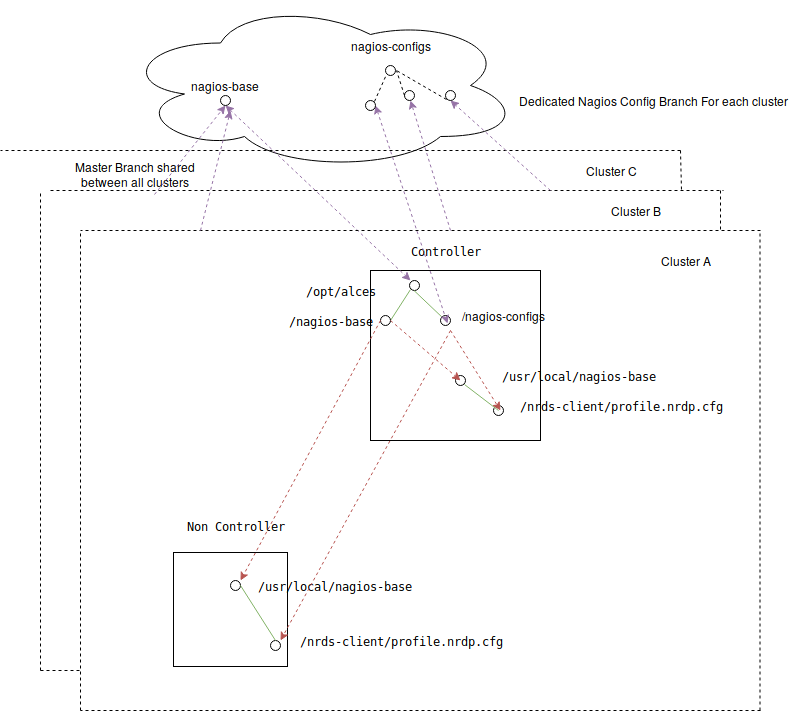 nagios-configs
nagios-base
Dedicated Nagios Config Branch For each cluster
Master Branch shared
between all clusters
Cluster C
Cluster B
Cluster A
Controller
/opt/alces
/nagios-base
/nagios-configs
/usr/local/nagios-base
/nrds-client/profile.nrdp.cfg
Non Controller
/usr/local/nagios-base
/nrds-client/profile.nrdp.cfg